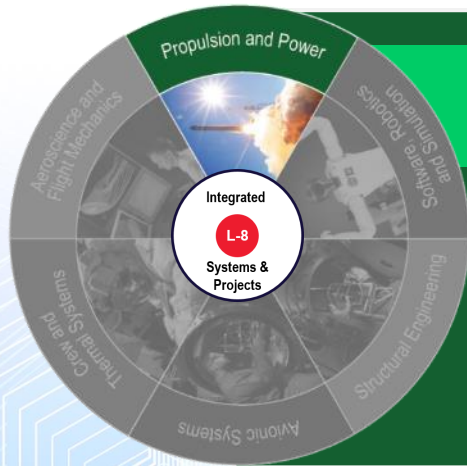 Propulsion and Power
Software Robotics
and Simulation
Structural Engineering
Avionic Systems
Crew and
Thermal Systems
Aeroscience and
Flight Mechanics
Integrated
L-8
Systems &
Projects